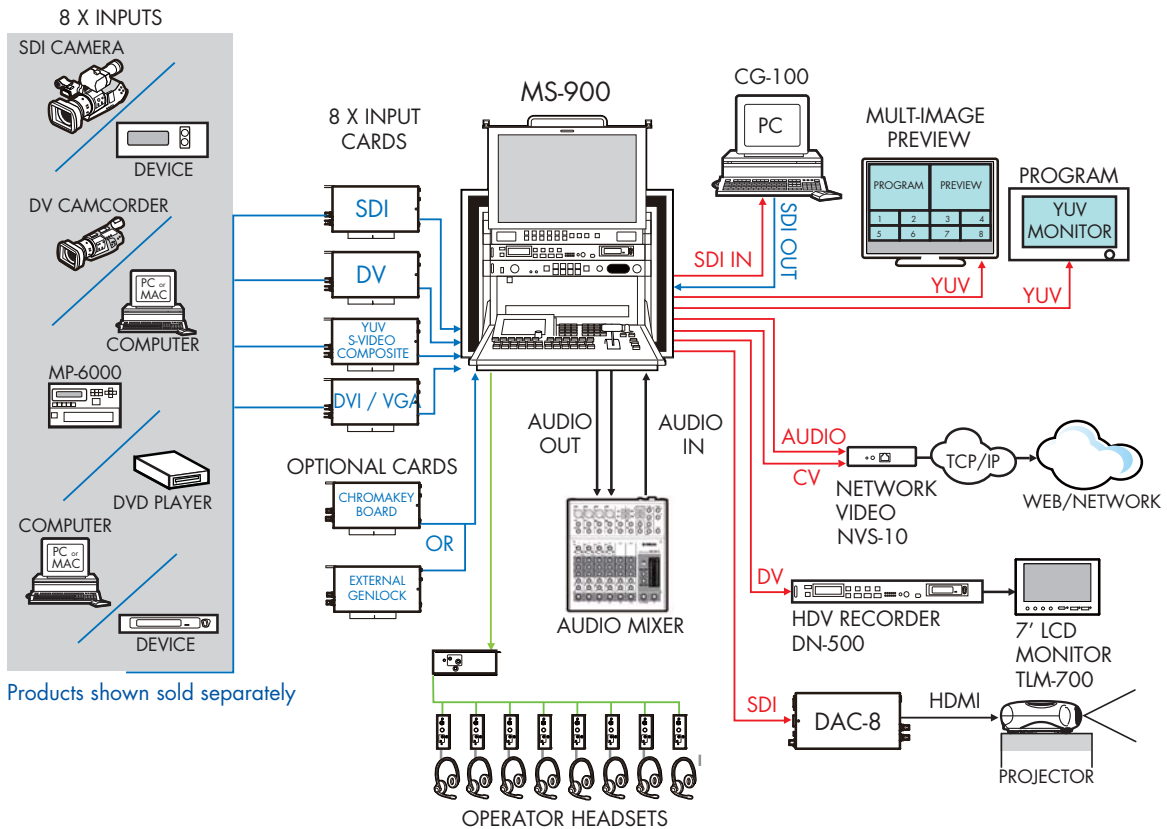 8 X INPUTS
SDI CAMERA
DEVICE
DV CAMCORDER
PC or
MAC
COMPUTER
MP-6000
DVD PLAYER
COMPUTER
PC or
MAC
DEVICE
Products shown sold separately
8 X INPUT
CARDS
SDI
DV
YUV
S-VIDEO
COMPOSITE
DVI / VGA
OPTIONAL CARDS
CHROMAKEY
BOARD
OR
EXTERNAL
GENLOCK
MS-900
AUDIO
OUT
AUDIO
IN
AUDIO MIXER
OPERATOR HEADSETS
CG-100
PC
SDI IN
SDI OUT
MULT-IMAGE
PREVIEW
PROGRAM
PREVIEW
1 2 3 4
5 6 7 8
YUV
PROGRAM
YUV
MONITOR
YUV
AUDIO
CV
NETWORK
VIDEO
NVS-10
TCP/IP
WEB/NETWORK
DV
HDV RECORDER
DN-500
7' LCD
MONITOR
TLM-700
SDI
DAC-8
HDMI
PROJECTOR